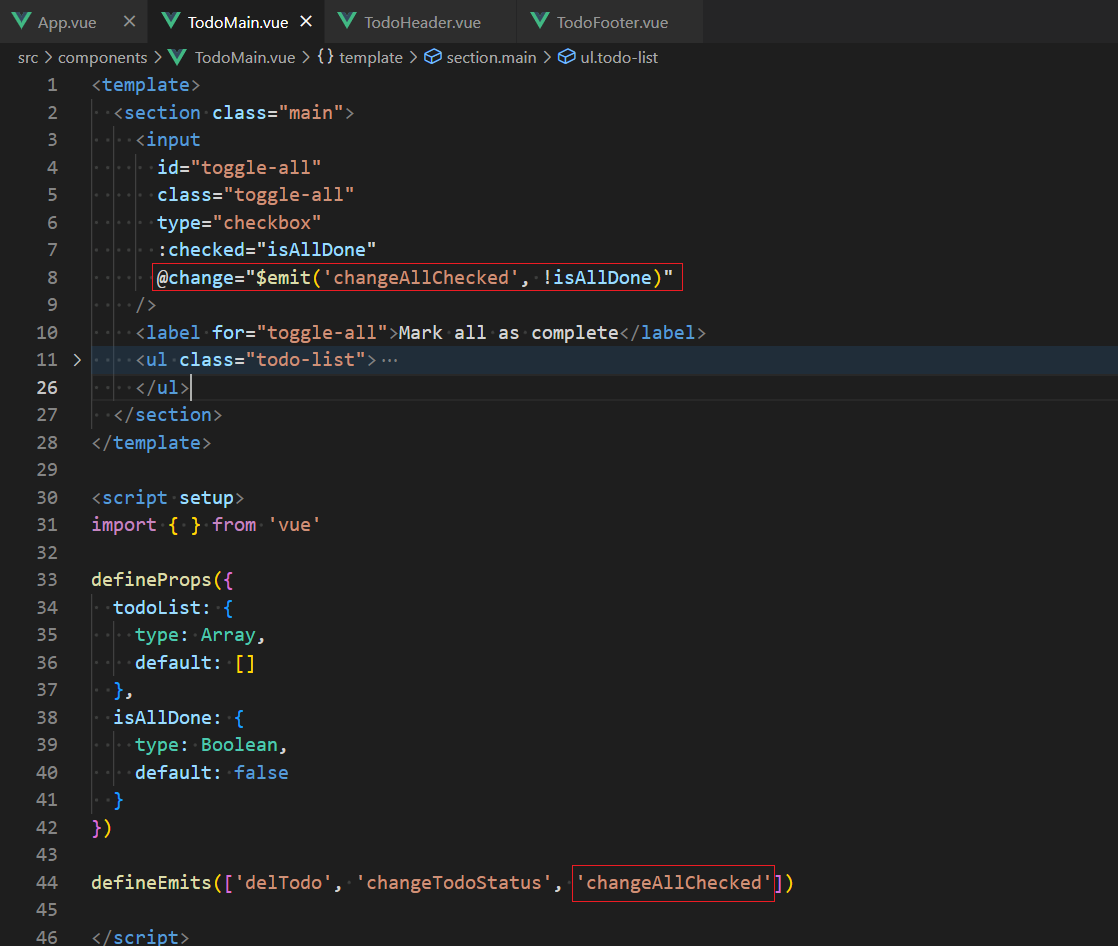 App.vue × TodoMain.vue × TodoHeader.vue TodoFooter.vue
src > components > TodoMain.vue > {} template > section.main > ul.todo-list
1 <template>
2 <section class="main">
3 <input
4 id="toggle-all"
5 class="toggle-all"
6 type="checkbox"
7 :checked="isAllDone"
8 @change="$emit('changeAllChecked', !isAllDone)"
9 />
10 <label for="toggle-all">Mark all as complete</label>
11 > <ul class="todo-list"> ···
26 </ul>
27 </section>
28 </template>
29
30 <script setup>
31 import { } from 'vue'
32
33 defineProps({
34 todoList: {
35 type: Array,
36 default: []
37 },
38 isAllDone: {
39 type: Boolean,
40 default: false
41 }
42 })
43
44 defineEmits(['delTodo', 'changeTodoStatus', 'changeAllChecked'])
45
46 </script>